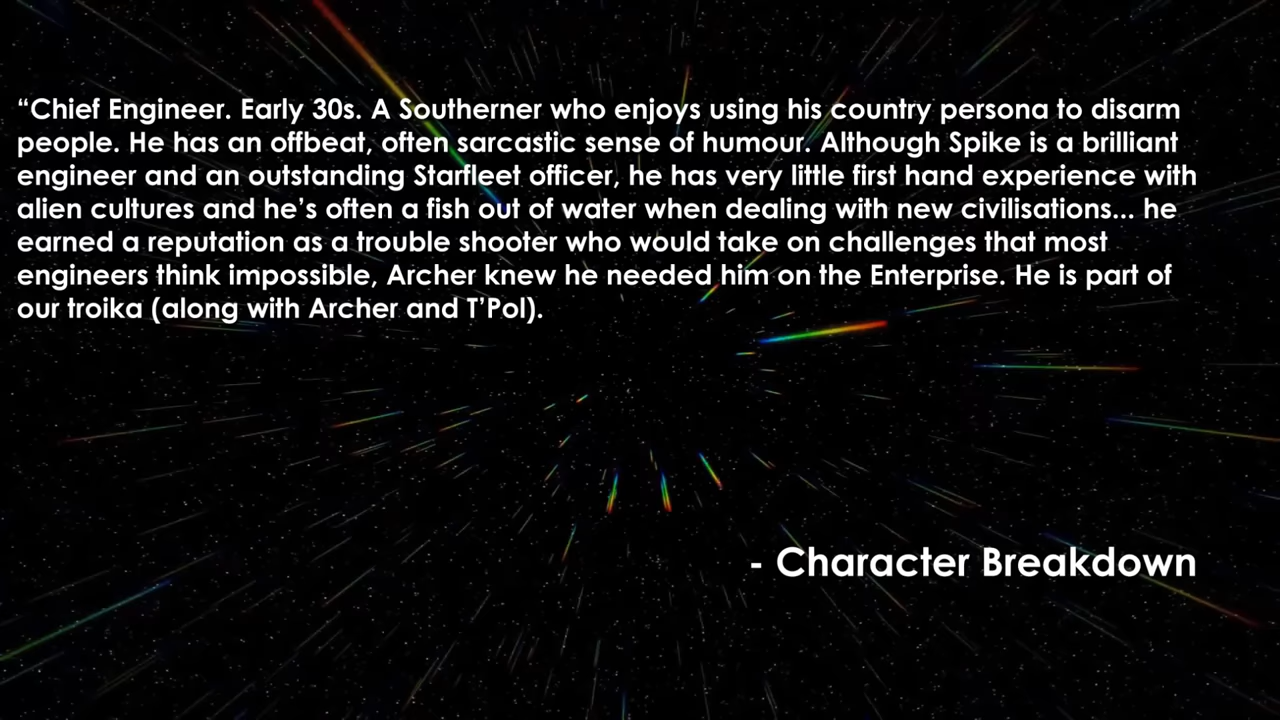 “Chief Engineer. Early 30s. A Southerner who enjoys using his country persona to disarm
people. He has an offbeat, often sarcastic sense of humour. Although Spike is a brilliant
engineer and an outstanding Starfleet officer, he has very little first hand experience with
alien cultures and he’s often a fish out of water when dealing with new civilisations... he
earned a reputation as a trouble shooter who would take on challenges that most
engineers think impossible, Archer knew he needed him on the Enterprise. He is part of
our troika (along with Archer and T’Pol).
- Character Breakdown